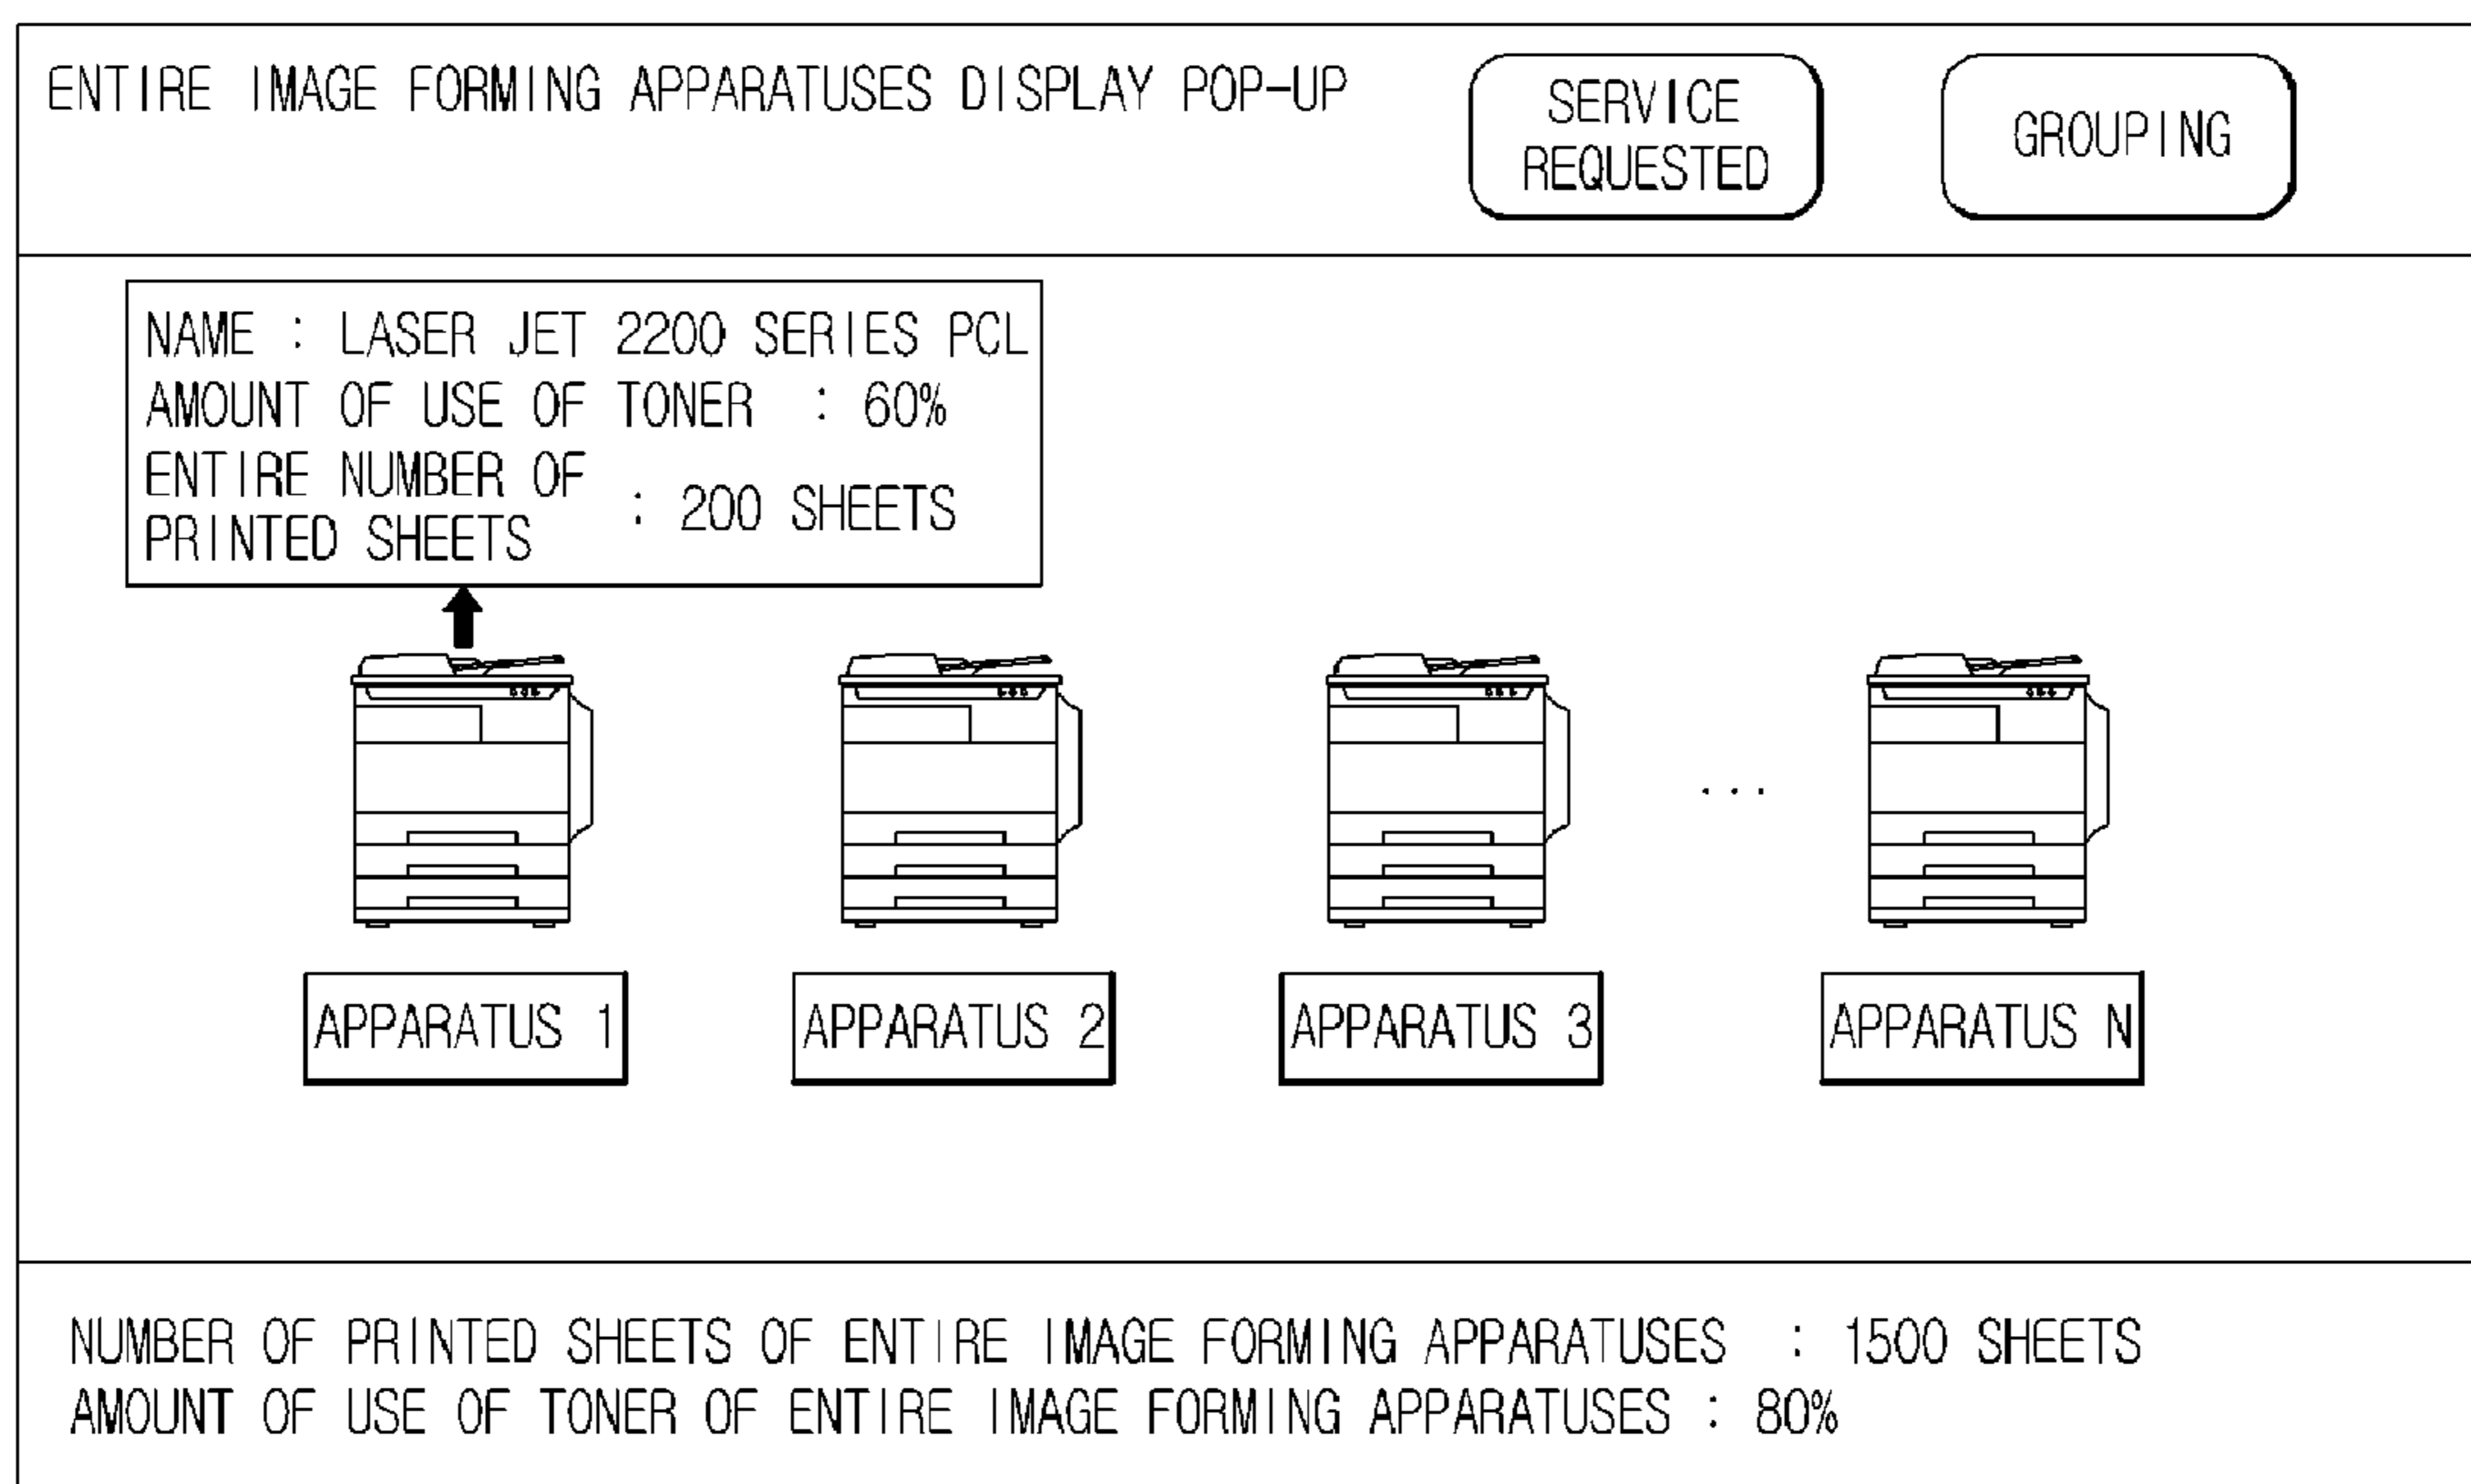 ENTIRE IMAGE FORMING APPARATUSES DISPLAY POP-UP
SERVICE
REQUESTED
GROUPING
NAME : LASER JET 2200 SERIES PCL
AMOUNT OF USE OF TONER : 60%
ENTIRE NUMBER OF
PRINTED SHEETS : 200 SHEETS
...
APPARATUS 1
APPARATUS 2
APPARATUS 3
APPARATUS N
NUMBER OF PRINTED SHEETS OF ENTIRE IMAGE FORMING APPARATUSES : 1500 SHEETS
AMOUNT OF USE OF TONER OF ENTIRE IMAGE FORMING APPARATUSES : 80%